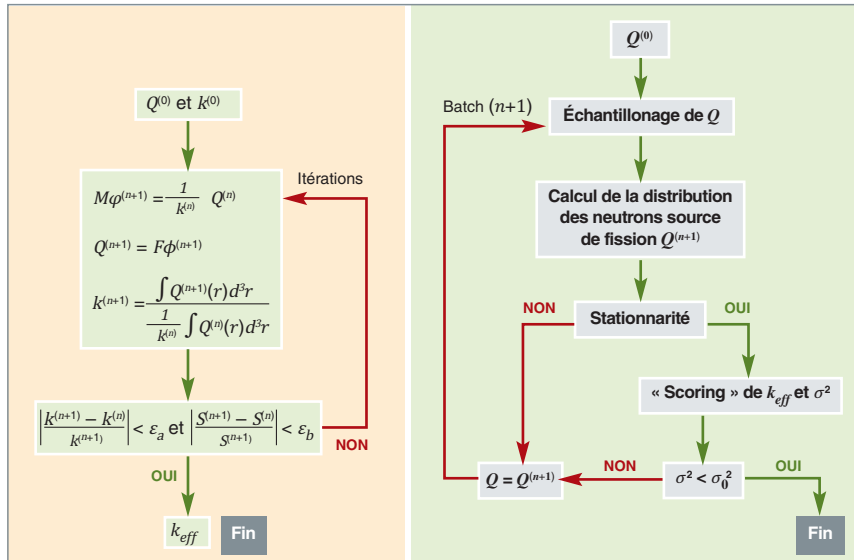 Q⁽⁰⁾ et k⁽⁰⁾
Itérations
Mφ⁽ⁿ⁺¹⁾ = 1/k⁽ⁿ⁾ Q⁽ⁿ⁾
Q⁽ⁿ⁺¹⁾ = Fϕ⁽ⁿ⁺¹⁾
k⁽ⁿ⁺¹⁾ = ∫ Q⁽ⁿ⁺¹⁾(r)d³r / (1/k⁽ⁿ⁾ ∫ Q⁽ⁿ⁾(r)d³r)
|(k⁽ⁿ⁺¹⁾ − k⁽ⁿ⁾)/k⁽ⁿ⁺¹⁾| < εₐ et |(S⁽ⁿ⁺¹⁾ − S⁽ⁿ⁾)/S⁽ⁿ⁺¹⁾| < ε_b
NON
OUI
k_eff
Fin
Q⁽⁰⁾
Batch (n+1)
Échantillonage de Q
Calcul de la distribution
des neutrons source
de fission Q⁽ⁿ⁺¹⁾
NON
Stationnarité
OUI
« Scoring » de k_eff et σ²
Q = Q⁽ⁿ⁺¹⁾
NON
σ² < σ₀²
OUI
Fin